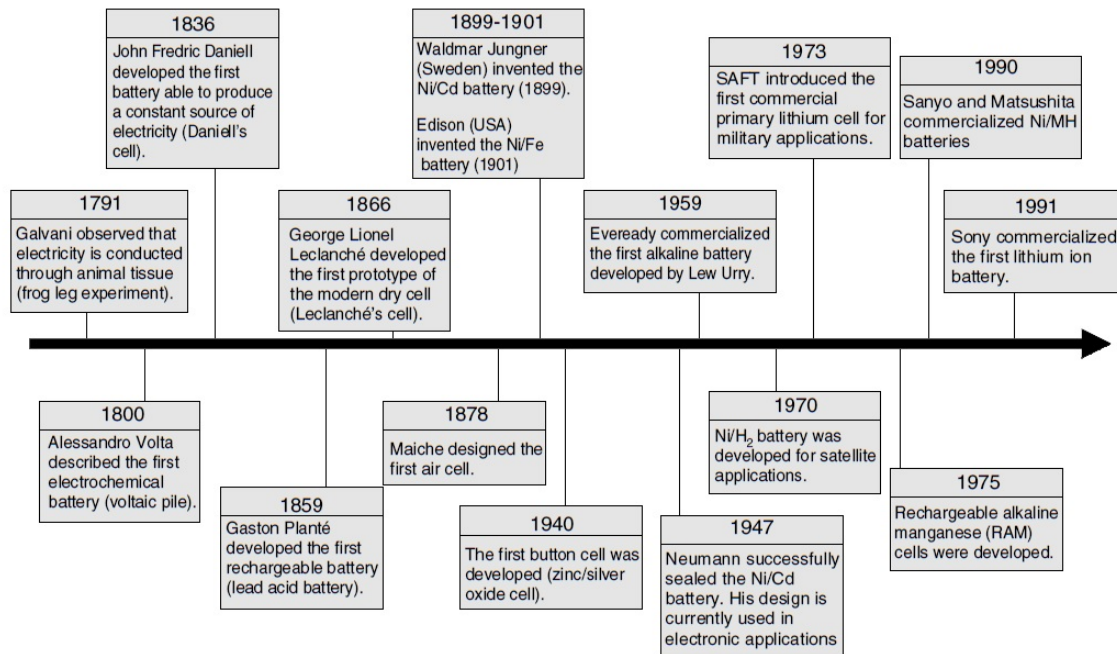 1836
John Fredric Daniell
developed the first
battery able to produce
a constant source of
electricity (Daniell's
cell).
1899-1901
Waldmar Jungner
(Sweden) invented the
Ni/Cd battery (1899).
Edison (USA)
invented the Ni/Fe
battery (1901)
1973
SAFT introduced the
first commercial
primary lithium cell for
military applications.
1990
Sanyo and Matsushita
commercialized Ni/MH
batteries
1791
Galvani observed that
electricity is conducted
through animal tissue
(frog leg experiment).
1866
George Lionel
Leclanché developed
the first prototype of
the modern dry cell
(Leclanché's cell).
1959
Eveready commercialized
the first alkaline battery
developed by Lew Urry.
1991
Sony commercialized
the first lithium ion
battery.
1800
Alessandro Volta
described the first
electrochemical
battery (voltaic pile).
1859
Gaston Planté
developed the first
rechargeable battery
(lead acid battery).
1878
Maiche designed the
first air cell.
1940
The first button cell was
developed (zinc/silver
oxide cell).
1947
Neumann successfully
sealed the Ni/Cd
battery. His design is
currently used in
electronic applications
1970
Ni/H₂ battery was
developed for satellite
applications.
1975
Rechargeable alkaline
manganese (RAM)
cells were developed.